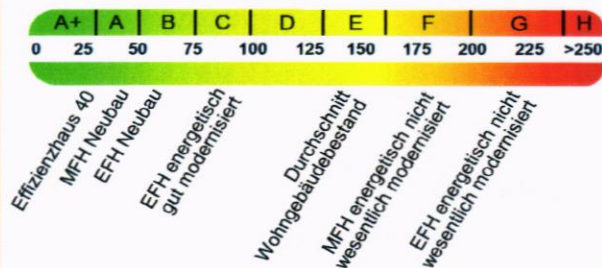 A+ A B C D E F G H
0 25 50 75 100 125 150 175 200 225 >250
Effizienzhaus 40
MFH Neubau
EFH Neubau
EFH energetisch
gut modernisiert
Durchschnitt
Wohngebäudebestand
MFH energetisch nicht
wesentlich modernisiert
EFH energetisch nicht
wesentlich modernisiert